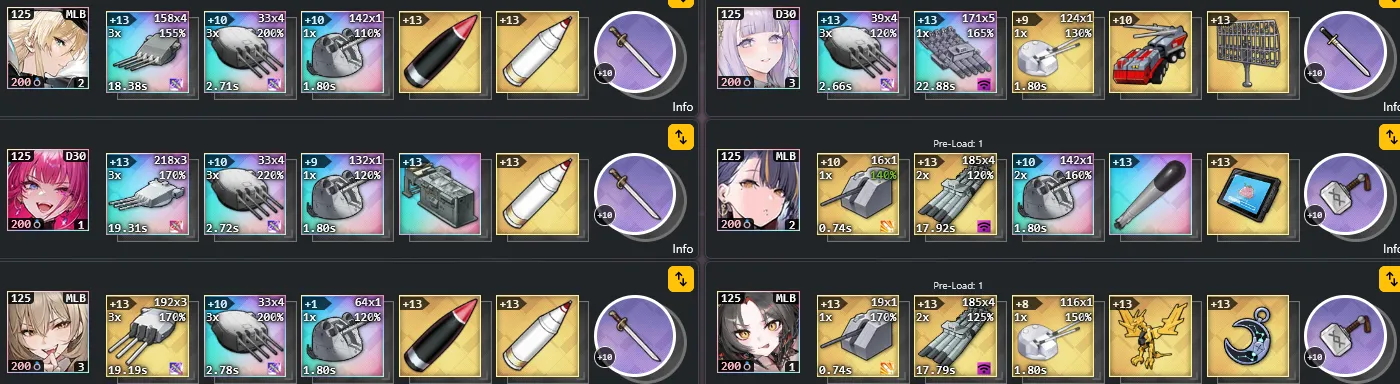 125 MLB +13 158x4 +10 33x4 +10 142x1 +13 +13
3x 155% 3x 200% 1x 110%
200 2 18.38s 2.71s 1.80s +10
Info
125 D30 +13 39x4 +13 171x5 +9 124x1 +10 +13
3x 120% 1x 165% 1x 130%
200 3 2.66s 22.88s 1.80s +10
Info
125 D30 +13 218x3 +10 33x4 +9 132x1 +13 +13
3x 170% 3x 220% 1x 120%
200 1 19.31s 2.72s 1.80s +10
Info
Pre-Load: 1
125 MLB +10 16x1 +13 185x4 +10 142x1 +13 +13
1x 140% 2x 120% 2x 160%
200 2 0.74s 17.92s 1.80s +10
Info
125 MLB +13 192x3 +10 33x4 +1 64x1 +13 +13
3x 170% 3x 200% 1x 120%
200 3 19.19s 2.78s 1.80s +10
Pre-Load: 1
125 MLB +13 19x1 +13 185x4 +8 116x1 +13 +13
1x 170% 2x 125% 1x 150%
200 1 0.74s 17.79s 1.80s +10